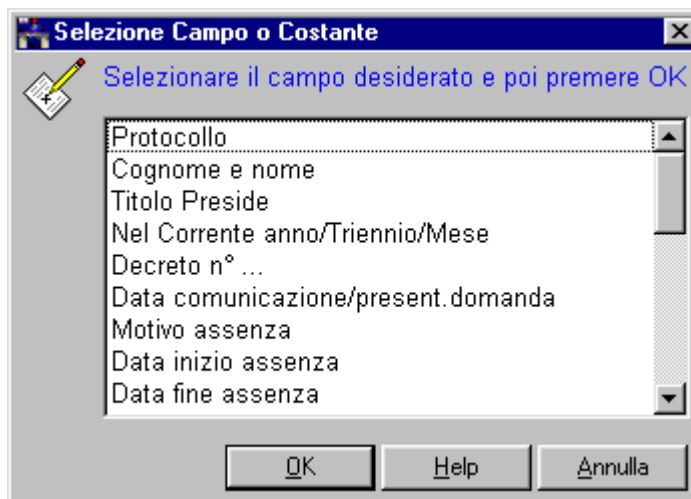 Selezione Campo o Costante
Selezionare il campo desiderato e poi premere OK
Protocollo
Cognome e nome
Titolo Preside
Nel Corrente anno/Triennio/Mese
Decreto n° ...
Data comunicazione/present.domanda
Motivo assenza
Data inizio assenza
Data fine assenza
OK Help Annulla